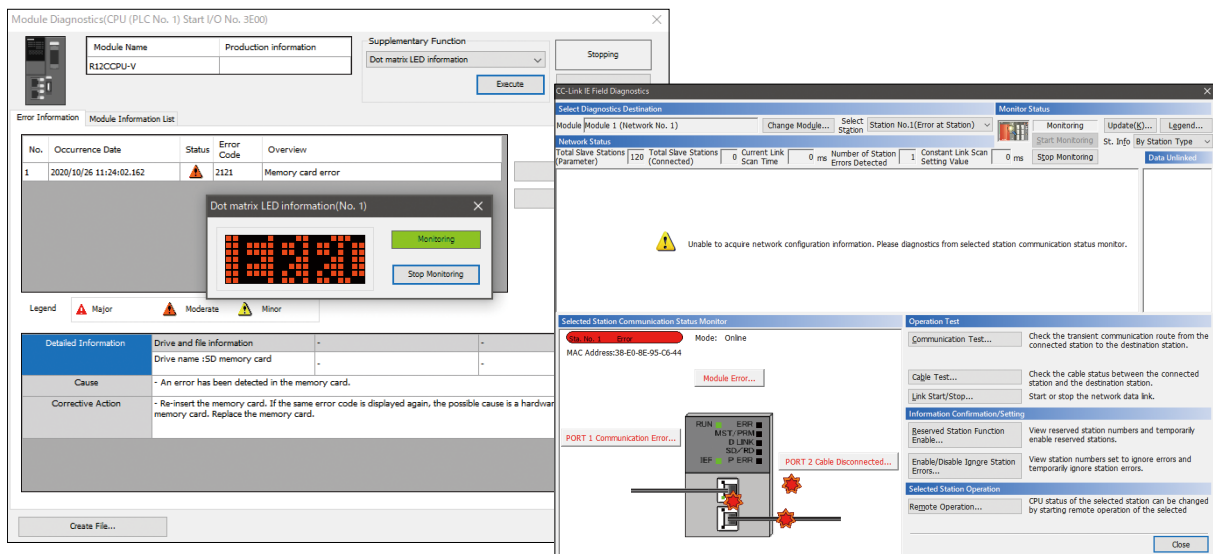 Module Diagnostics(CPU (PLC No. 1) Start I/O No. 3E00)
Module Name
Production information
R12CCPU-V
Supplementary Function
Dot matrix LED information
Execute
Stopping
Error Information
Module Information List
No.
Occurrence Date
Status
Error Code
Overview
1
2020/10/26 11:24:02.162
2121
Memory card error
Dot matrix LED information(No. 1)
Monitoring
Stop Monitoring
Legend
Major
Moderate
Minor
Detailed Information
Drive and file information
-
-
Drive name :SD memory card
-
-
Cause
- An error has been detected in the memory card.
Corrective Action
- Re-insert the memory card. If the same error code is displayed again, the possible cause is a hardwar
memory card. Replace the memory card.
Create File...
CC-Link IE Field Diagnostics
Select Diagnostics Destination
Monitor Status
Module
Module 1 (Network No. 1)
Change Module...
Select Station
Station No.1(Error at Station)
Monitoring
Update(K)...
Legend...
Network Status
Start Monitoring
St. Info
By Station Type
Total Slave Stations (Parameter)
120
Total Slave Stations (Connected)
0
Current Link Scan Time
0 ms
Number of Station Errors Detected
1
Constant Link Scan Setting Value
0 ms
Stop Monitoring
Data Unlinked
Unable to acquire network configuration information. Please diagnostics from selected station communication status monitor.
Selected Station Communication Status Monitor
Sta. No. 1 Error
Mode: Online
MAC Address:38-E0-8E-95-C6-44
Module Error...
RUN
ERR
MST/PRM
D LINK
SD/RD
IEF
P ERR
PORT 1 Communication Error...
PORT 2 Cable Disconnected...
Operation Test
Communication Test...
Check the transient communication route from the
connected station to the destination station.
Cable Test...
Check the cable status between the connected
station and the destination station.
Link Start/Stop...
Start or stop the network data link.
Information Confirmation/Setting
Reserved Station Function
Enable...
View reserved station numbers and temporarily
enable reserved stations.
Enable/Disable Ignore Station
Errors...
View station numbers set to ignore errors and
temporarily ignore station errors.
Selected Station Operation
Remote Operation...
CPU status of the selected station can be changed
by starting remote operation of the selected
Close